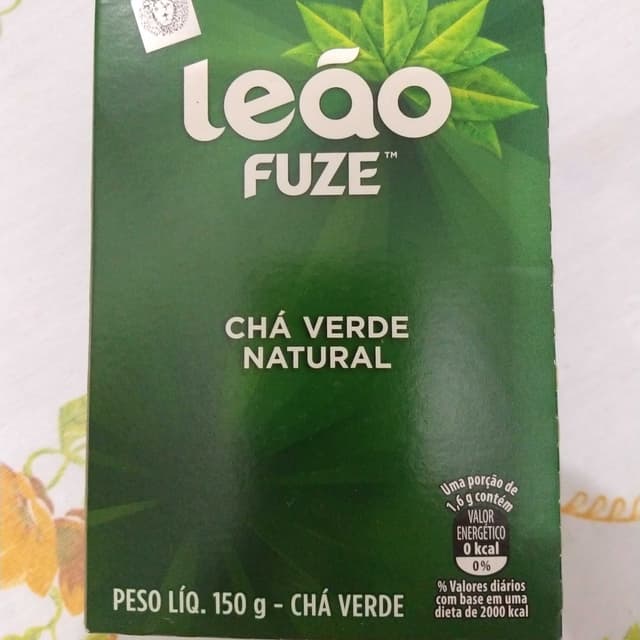 leão
FUZE™
CHÁ VERDE
NATURAL
Uma porção de
1,6 g contém
VALOR
ENERGÉTICO
0 kcal
0%
% Valores diários
com base em uma
dieta de 2000 kcal
PESO LÍQ. 150 g - CHÁ VERDE